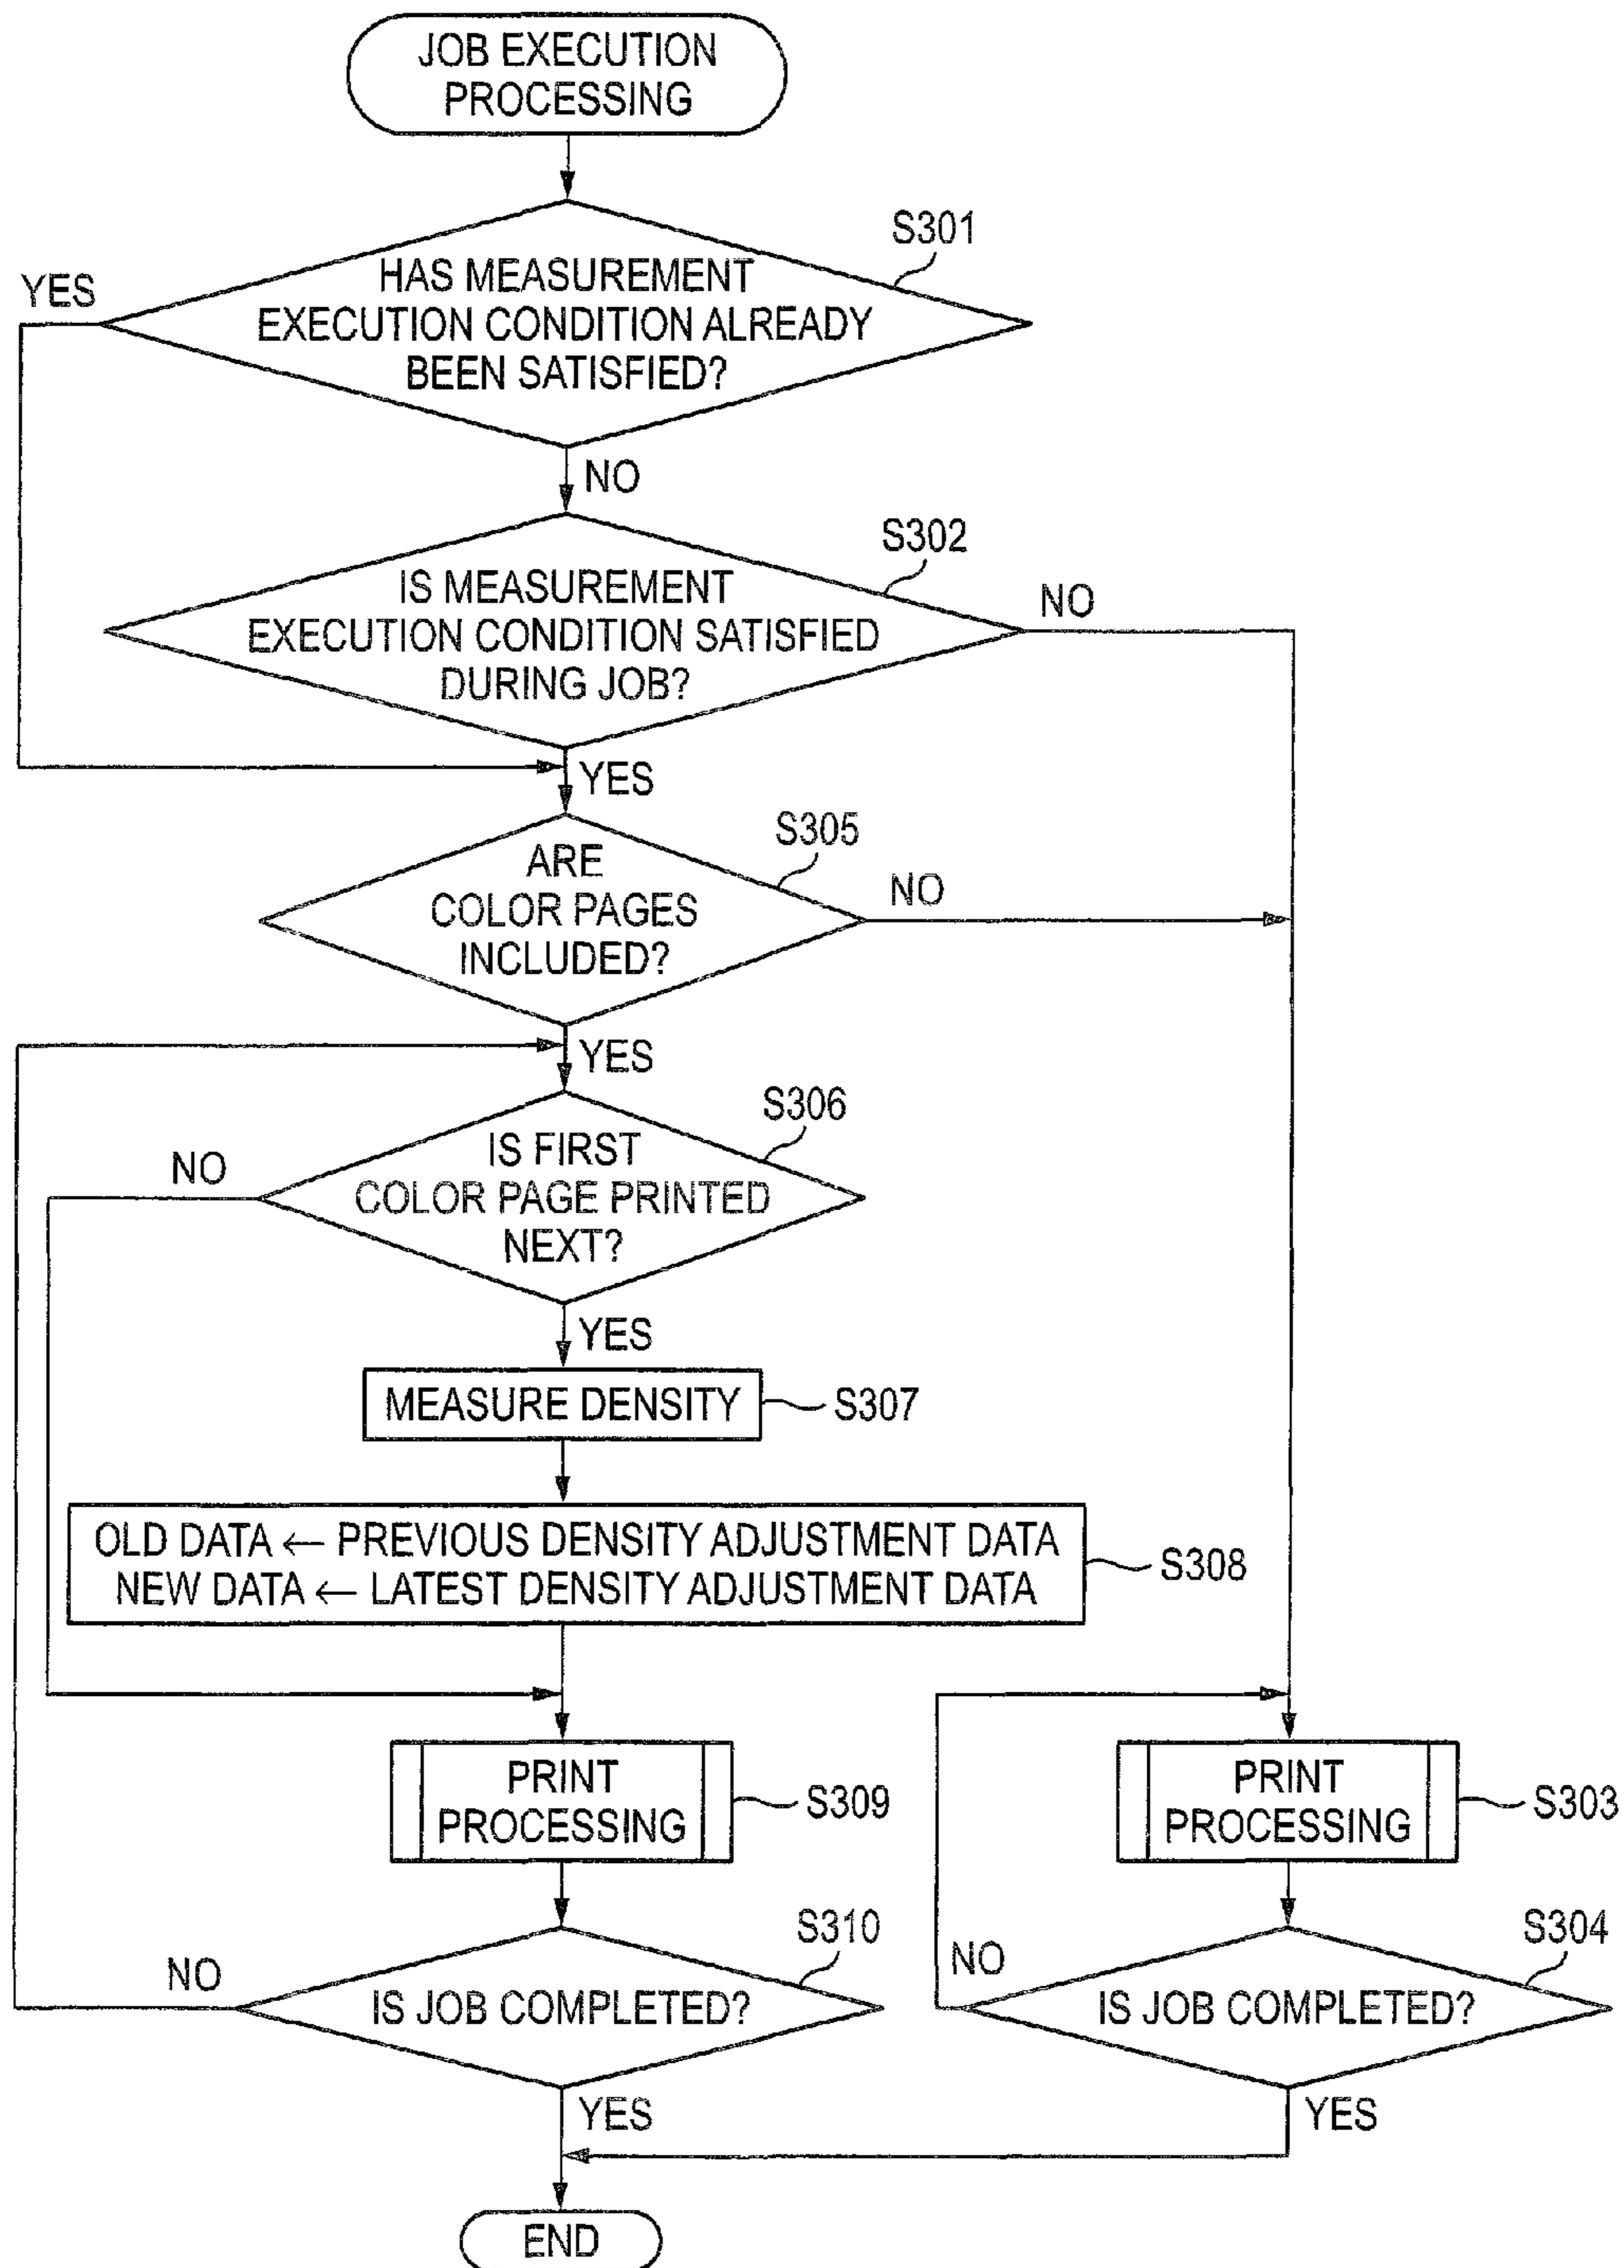 JOB EXECUTION
PROCESSING
S301
YES
HAS MEASUREMENT
EXECUTION CONDITION ALREADY
BEEN SATISFIED?
NO
S302
IS MEASUREMENT
EXECUTION CONDITION SATISFIED
DURING JOB?
NO
YES
S305
ARE
COLOR PAGES
INCLUDED?
NO
YES
S306
NO
IS FIRST
COLOR PAGE PRINTED
NEXT?
YES
MEASURE DENSITY
S307
OLD DATA ← PREVIOUS DENSITY ADJUSTMENT DATA
NEW DATA ← LATEST DENSITY ADJUSTMENT DATA
S308
PRINT
PROCESSING
S309
PRINT
PROCESSING
S303
S310
NO
IS JOB COMPLETED?
YES
S304
NO
IS JOB COMPLETED?
YES
END